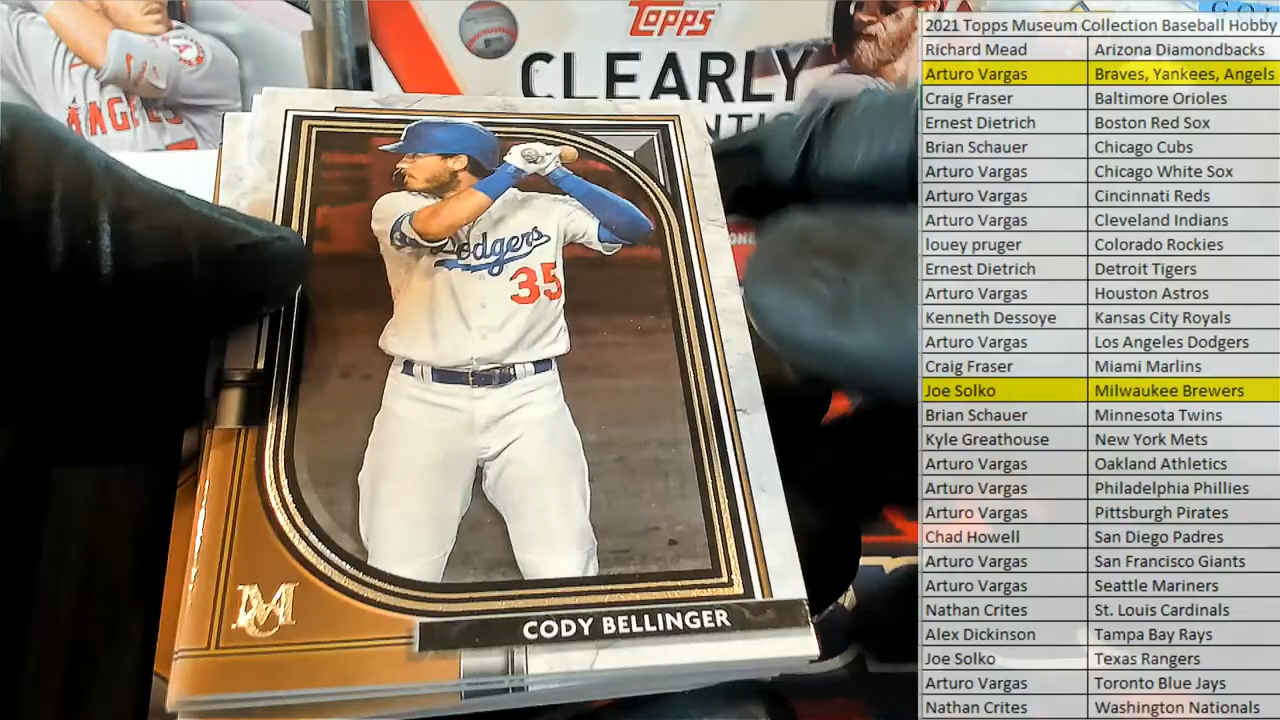 Topps
CLEARLY
ANGELS
Dodgers
35
CODY BELLINGER
2021 Topps Museum Collection Baseball Hobby
Richard Mead Arizona Diamondbacks
Arturo Vargas Braves, Yankees, Angels
Craig Fraser Baltimore Orioles
Ernest Dietrich Boston Red Sox
Brian Schauer Chicago Cubs
Arturo Vargas Chicago White Sox
Arturo Vargas Cincinnati Reds
Arturo Vargas Cleveland Indians
louey pruger Colorado Rockies
Ernest Dietrich Detroit Tigers
Arturo Vargas Houston Astros
Kenneth Dessoye Kansas City Royals
Arturo Vargas Los Angeles Dodgers
Craig Fraser Miami Marlins
Joe Solko Milwaukee Brewers
Brian Schauer Minnesota Twins
Kyle Greathouse New York Mets
Arturo Vargas Oakland Athletics
Arturo Vargas Philadelphia Phillies
Arturo Vargas Pittsburgh Pirates
Chad Howell San Diego Padres
Arturo Vargas San Francisco Giants
Arturo Vargas Seattle Mariners
Nathan Crites St. Louis Cardinals
Alex Dickinson Tampa Bay Rays
Joe Solko Texas Rangers
Arturo Vargas Toronto Blue Jays
Nathan Crites Washington Nationals